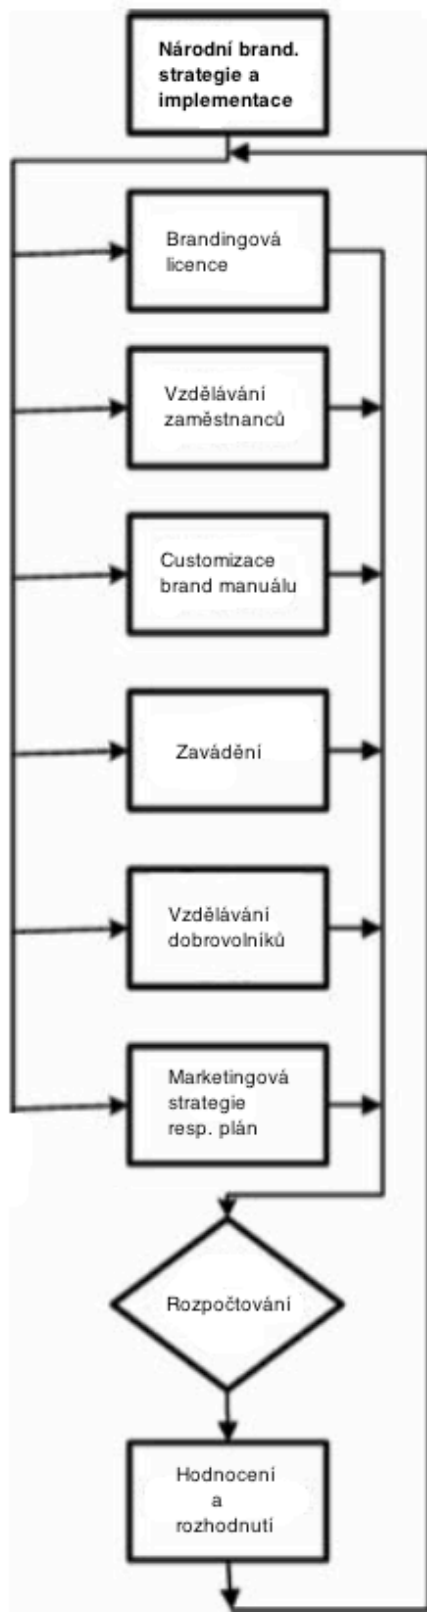 Národní brand.
strategie a
implementace
Brandingová
licence
Vzdělávání
zaměstnanců
Customizace
brand manuálu
Zavádění
Vzdělávání
dobrovolníků
Marketingová
strategie
resp. plán
Rozpočtování
Hodnocení
a
rozhodnutí